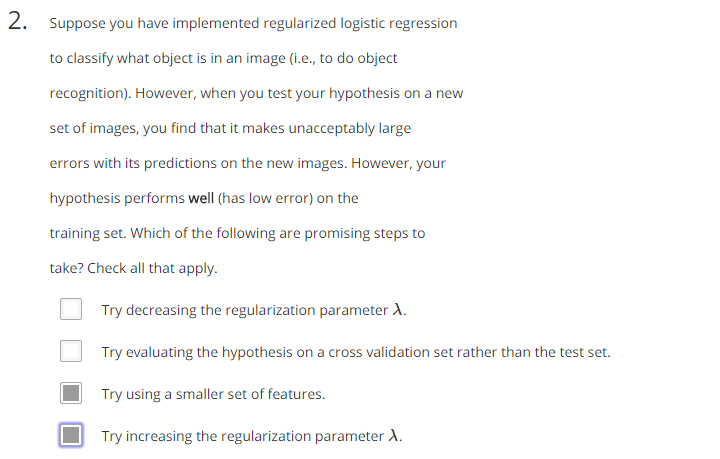 2. Suppose you have implemented regularized logistic regression
to classify what object is in an image (i.e., to do object
recognition). However, when you test your hypothesis on a new
set of images, you find that it makes unacceptably large
errors with its predictions on the new images. However, your
hypothesis performs well (has low error) on the
training set. Which of the following are promising steps to
take? Check all that apply.
Try decreasing the regularization parameter λ.
Try evaluating the hypothesis on a cross validation set rather than the test set.
Try using a smaller set of features.
Try increasing the regularization parameter λ.